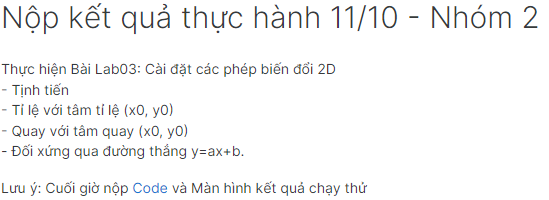 Nộp kết quả thực hành 11/10 - Nhóm 2
Thực hiện Bài Lab03: Cài đặt các phép biến đổi 2D
- Tịnh tiến
- Tỉ lệ với tâm tỉ lệ (x0, y0)
- Quay với tâm quay (x0, y0)
- Đối xứng qua đường thẳng y=ax+b.
Lưu ý: Cuối giờ nộp Code và Màn hình kết quả chạy thử